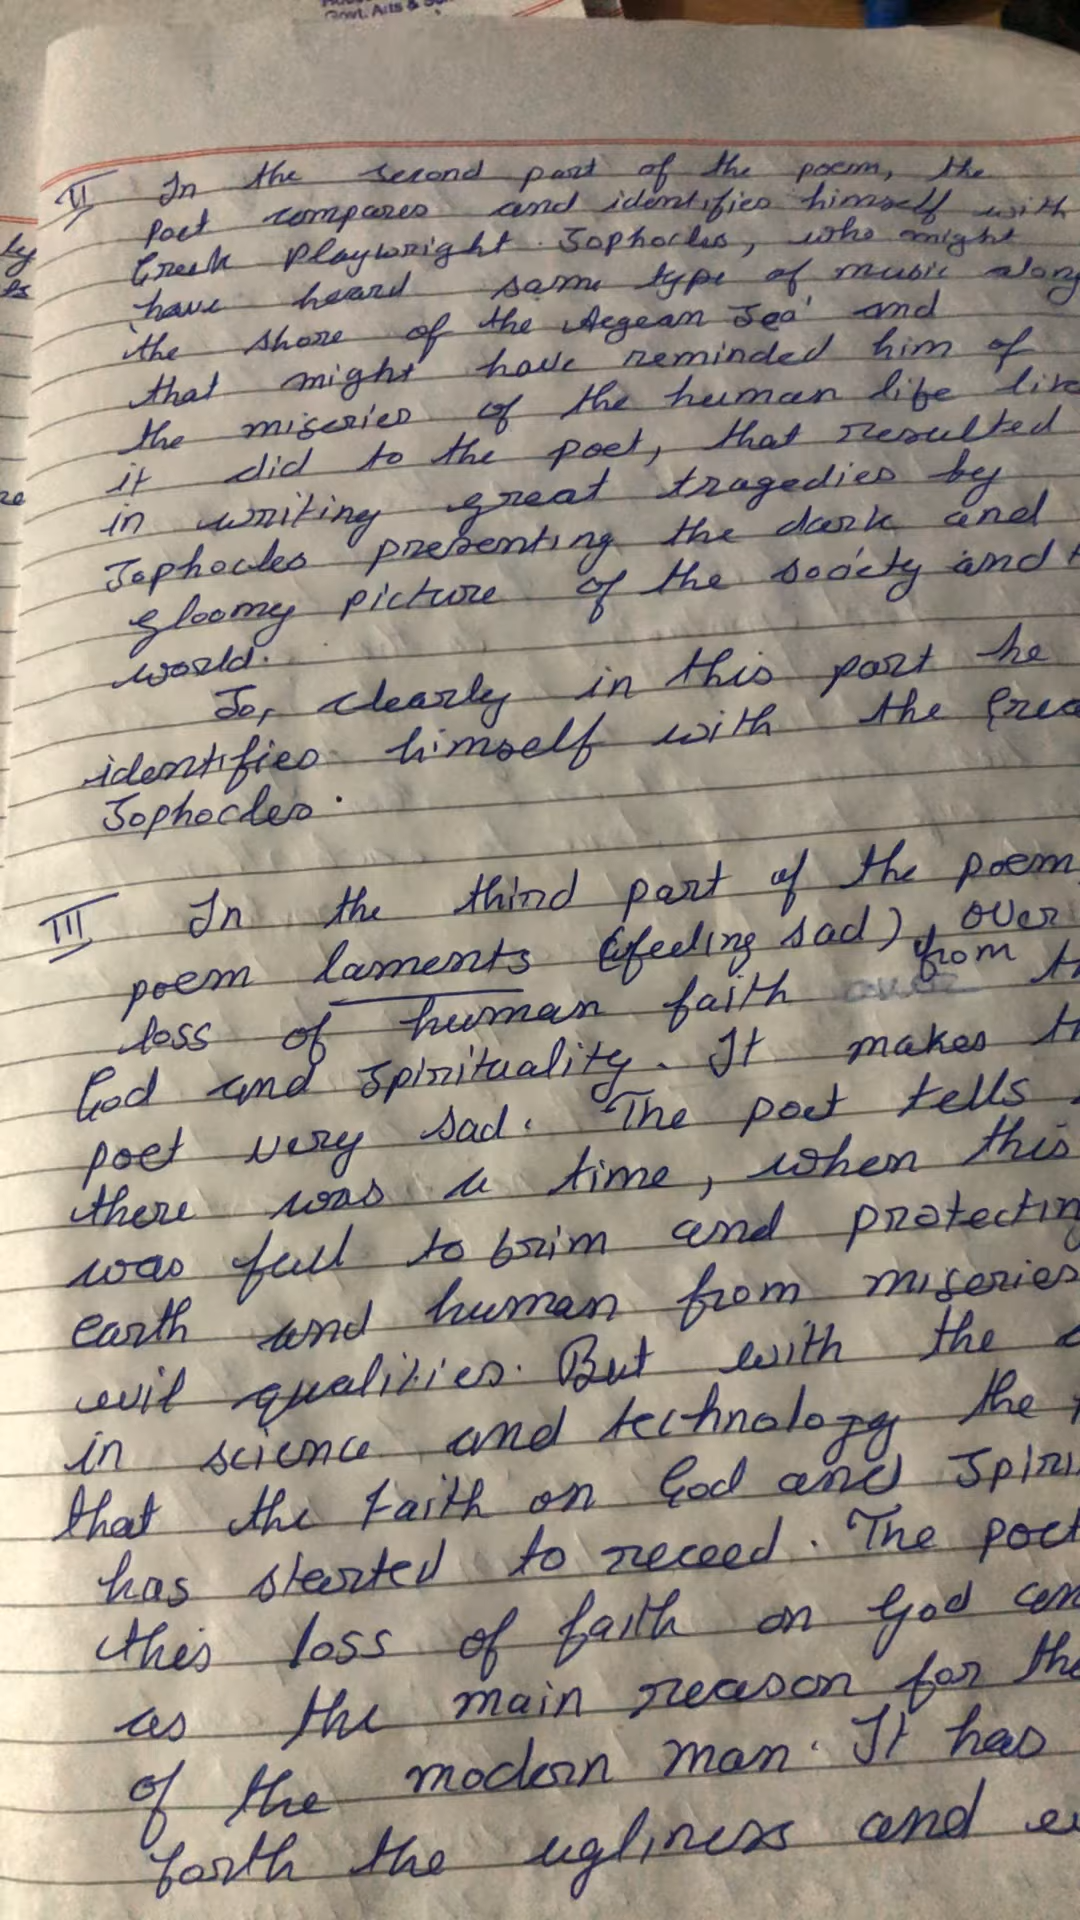 Govt. Arts &
II In the second part of the poem, the
Poet compares and identifies himself with
Greek Playwright Sophocles, who might
have heard same type of music along
the shore of the Aegean Sea' and
that might have reminded him of
the miseries of the human life like
it did to the poet, that resulted
in writing great tragedies by
Sophocles presenting the dark and
gloomy picture of the society and
world.
So, clearly in this part he
identifies himself with the
Sophocles.
III In the third part of the poem
poem laments (feeling sad), over
loss of human faith from
God and Spirituality. It makes
poet very sad. The poet tells
there was a time, when this
was full to brim and protectin
earth and human from miseries
evil qualities. But with the
in science and technology the
that the Faith on God and Spiri
has started to receed. The poet
this loss of faith on God
as the main reason for the
of the modern man. It has
forth the ugliness and